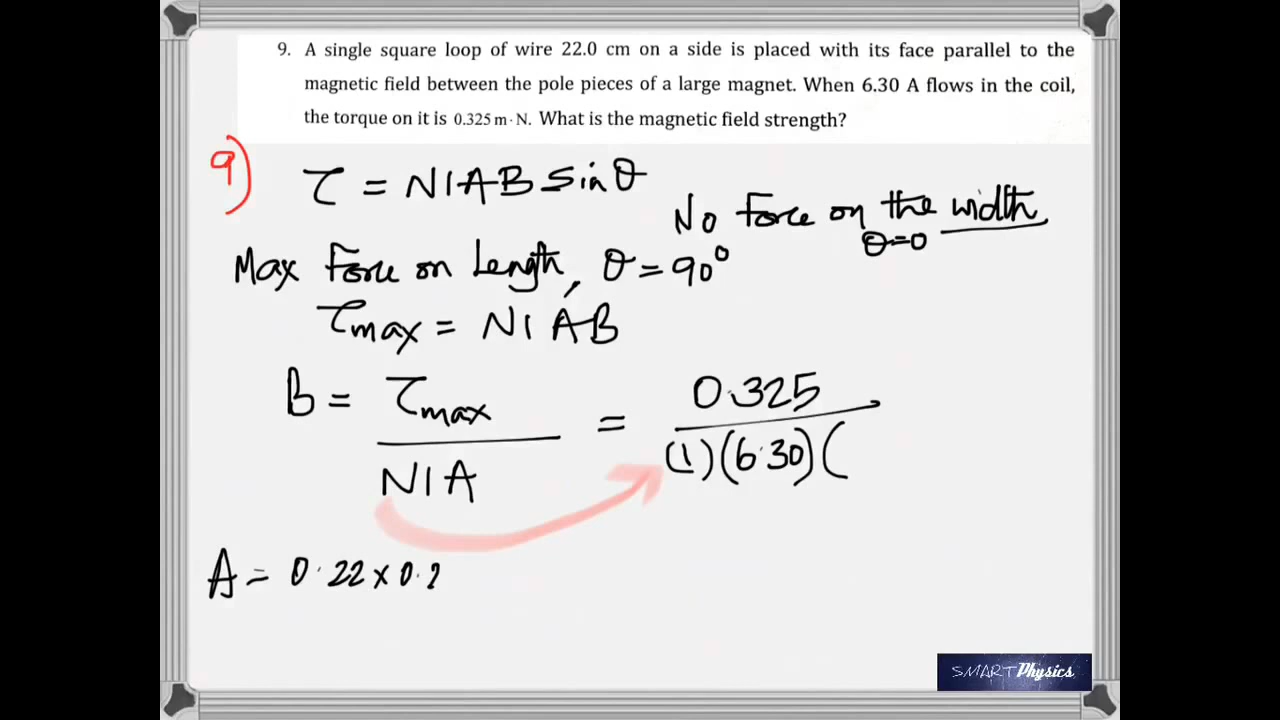 9. A single square loop of wire 22.0 cm on a side is placed with its face parallel to the
magnetic field between the pole pieces of a large magnet. When 6.30 A flows in the coil,
the torque on it is 0.325 m · N. What is the magnetic field strength?
9)
τ = NIAB sinθ
No Force on the width
θ=0
Max Force on Length, θ = 90°
τmax = NIAB
B = τmax / NIA = 0.325 / (1)(6.30)(
A = 0.22 x 0.2
SMARTPhysics